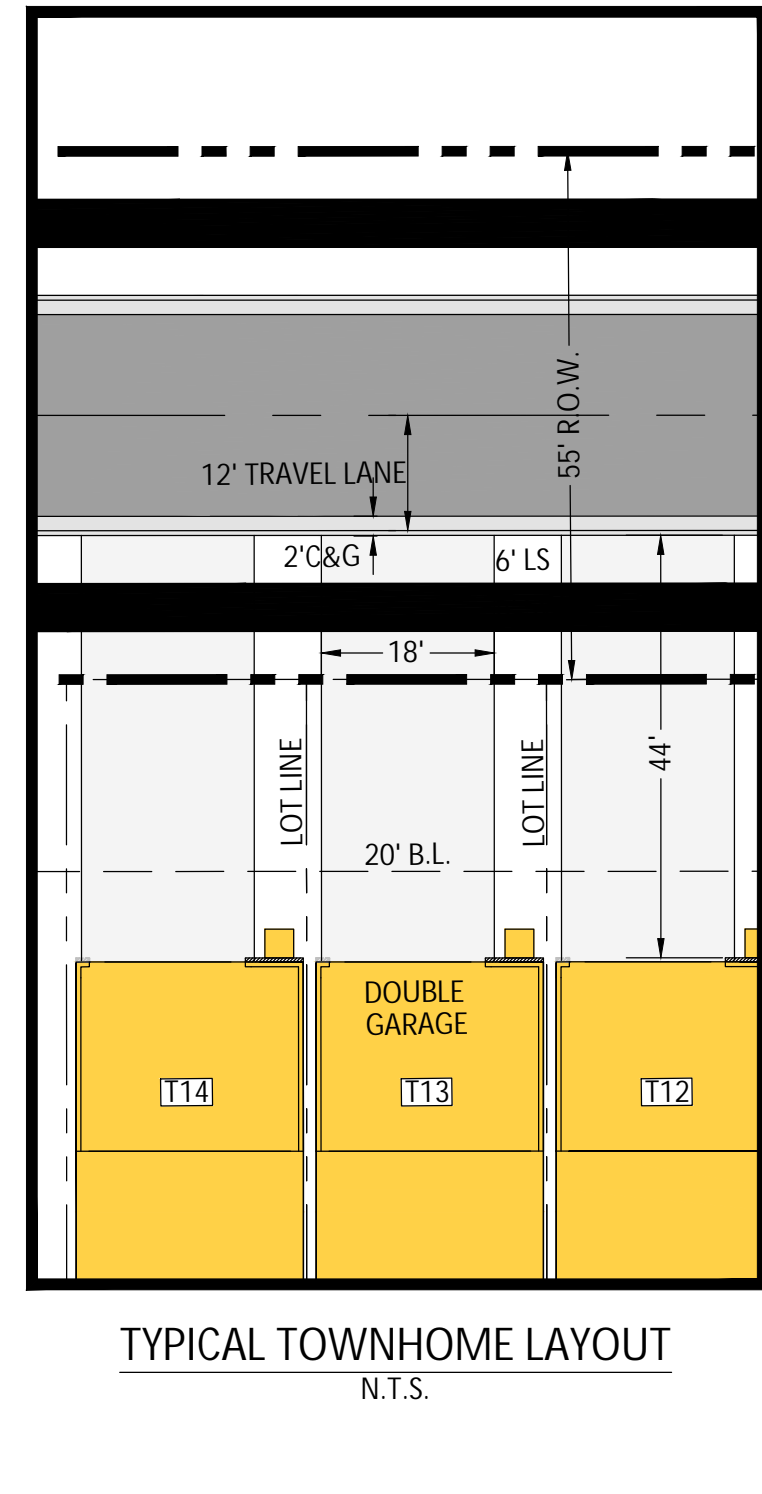 55' R.O.W.
12' TRAVEL LANE
2'C&G
6' LS
18'
44'
LOT LINE
LOT LINE
20' B.L.
DOUBLE
GARAGE
T14
T13
T12
TYPICAL TOWNHOME LAYOUT
N.T.S.